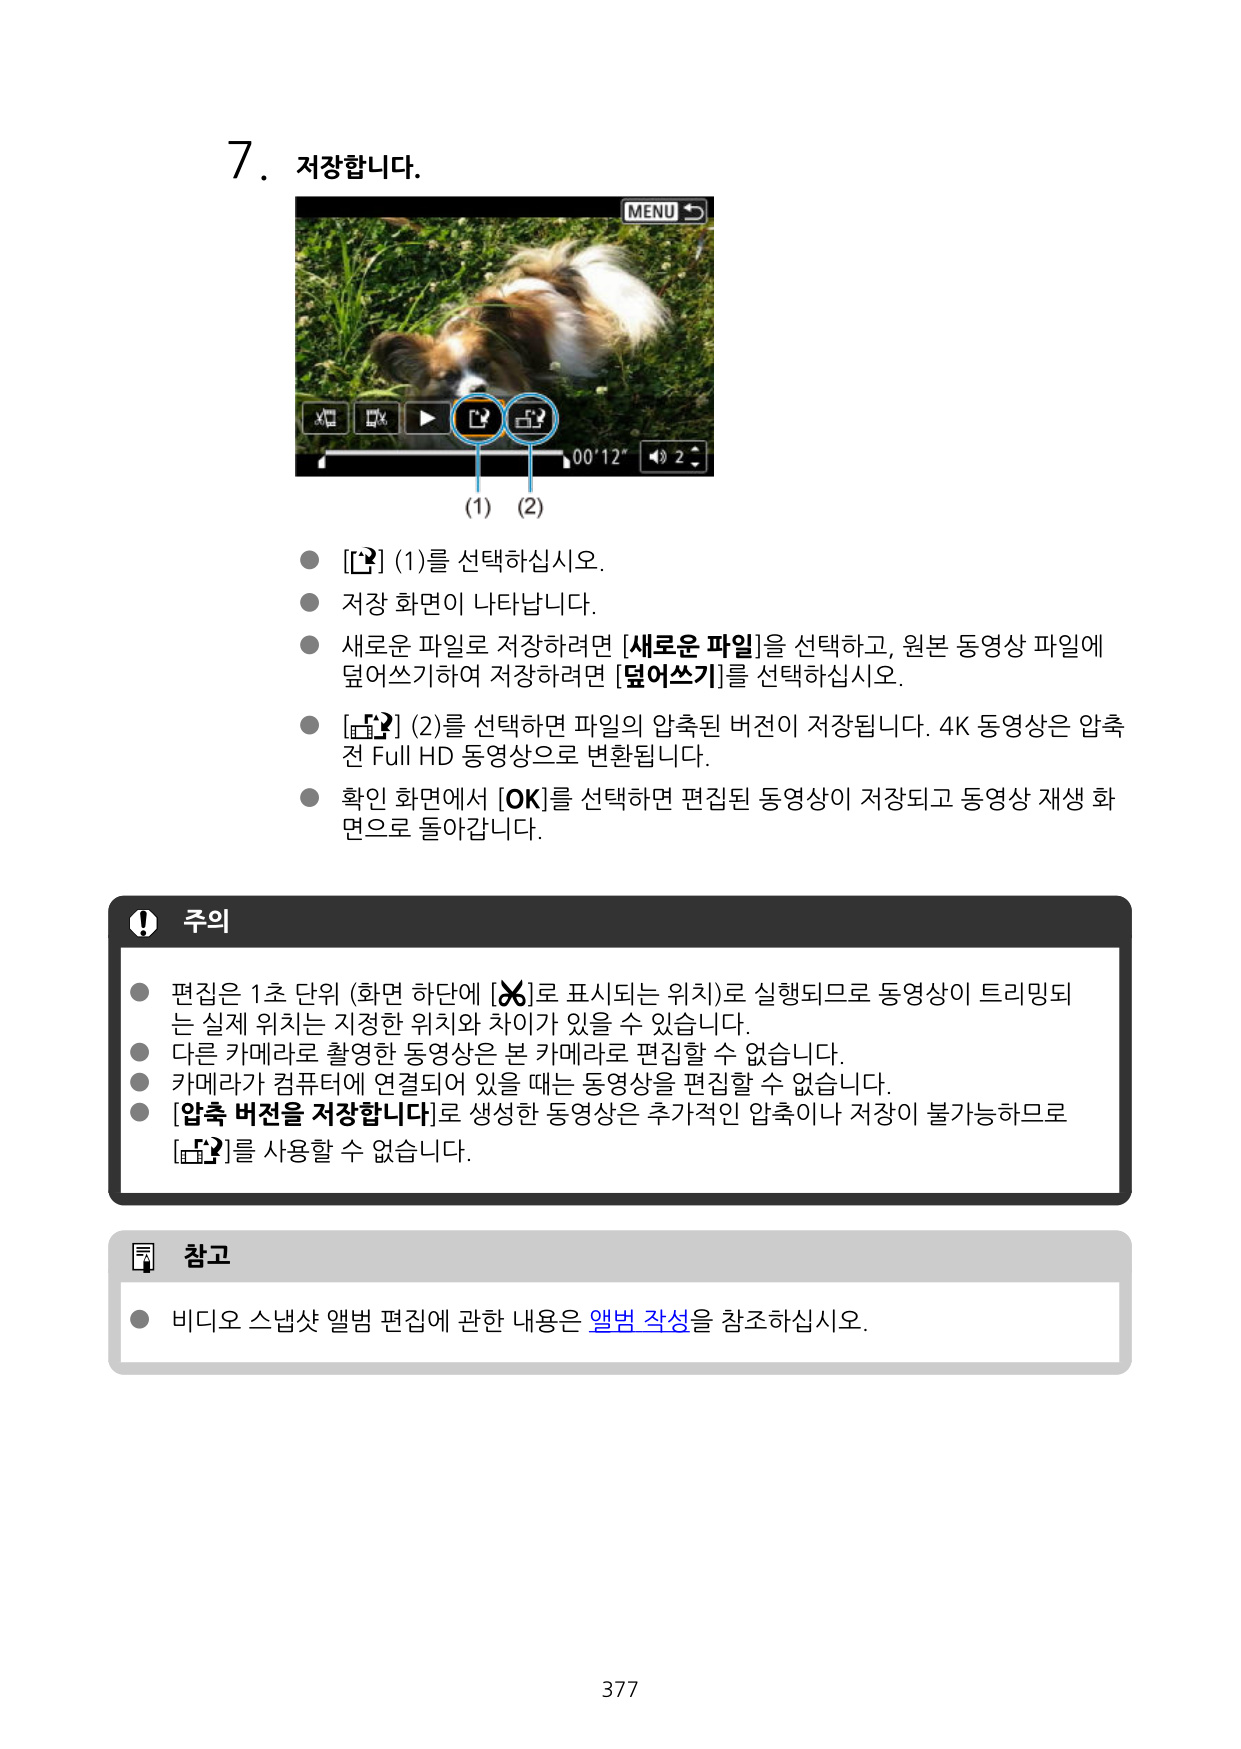 7. 저장합니다.
MENU
00'12"
2
(1) (2)
[] (1)를 선택하십시오.
저장 화면이 나타납니다.
새로운 파일로 저장하려면 [새로운 파일]을 선택하고, 원본 동영상 파일에
덮어쓰기하여 저장하려면 [덮어쓰기]를 선택하십시오.
[] (2)를 선택하면 파일의 압축된 버전이 저장됩니다. 4K 동영상은 압축
전 Full HD 동영상으로 변환됩니다.
확인 화면에서 [OK]를 선택하면 편집된 동영상이 저장되고 동영상 재생 화
면으로 돌아갑니다.
주의
편집은 1초 단위 (화면 하단에 []로 표시되는 위치)로 실행되므로 동영상이 트리밍되
는 실제 위치는 지정한 위치와 차이가 있을 수 있습니다.
다른 카메라로 촬영한 동영상은 본 카메라로 편집할 수 없습니다.
카메라가 컴퓨터에 연결되어 있을 때는 동영상을 편집할 수 없습니다.
[압축 버전을 저장합니다]로 생성한 동영상은 추가적인 압축이나 저장이 불가능하므로
[]를 사용할 수 없습니다.
참고
비디오 스냅샷 앨범 편집에 관한 내용은 앨범 작성을 참조하십시오.
377